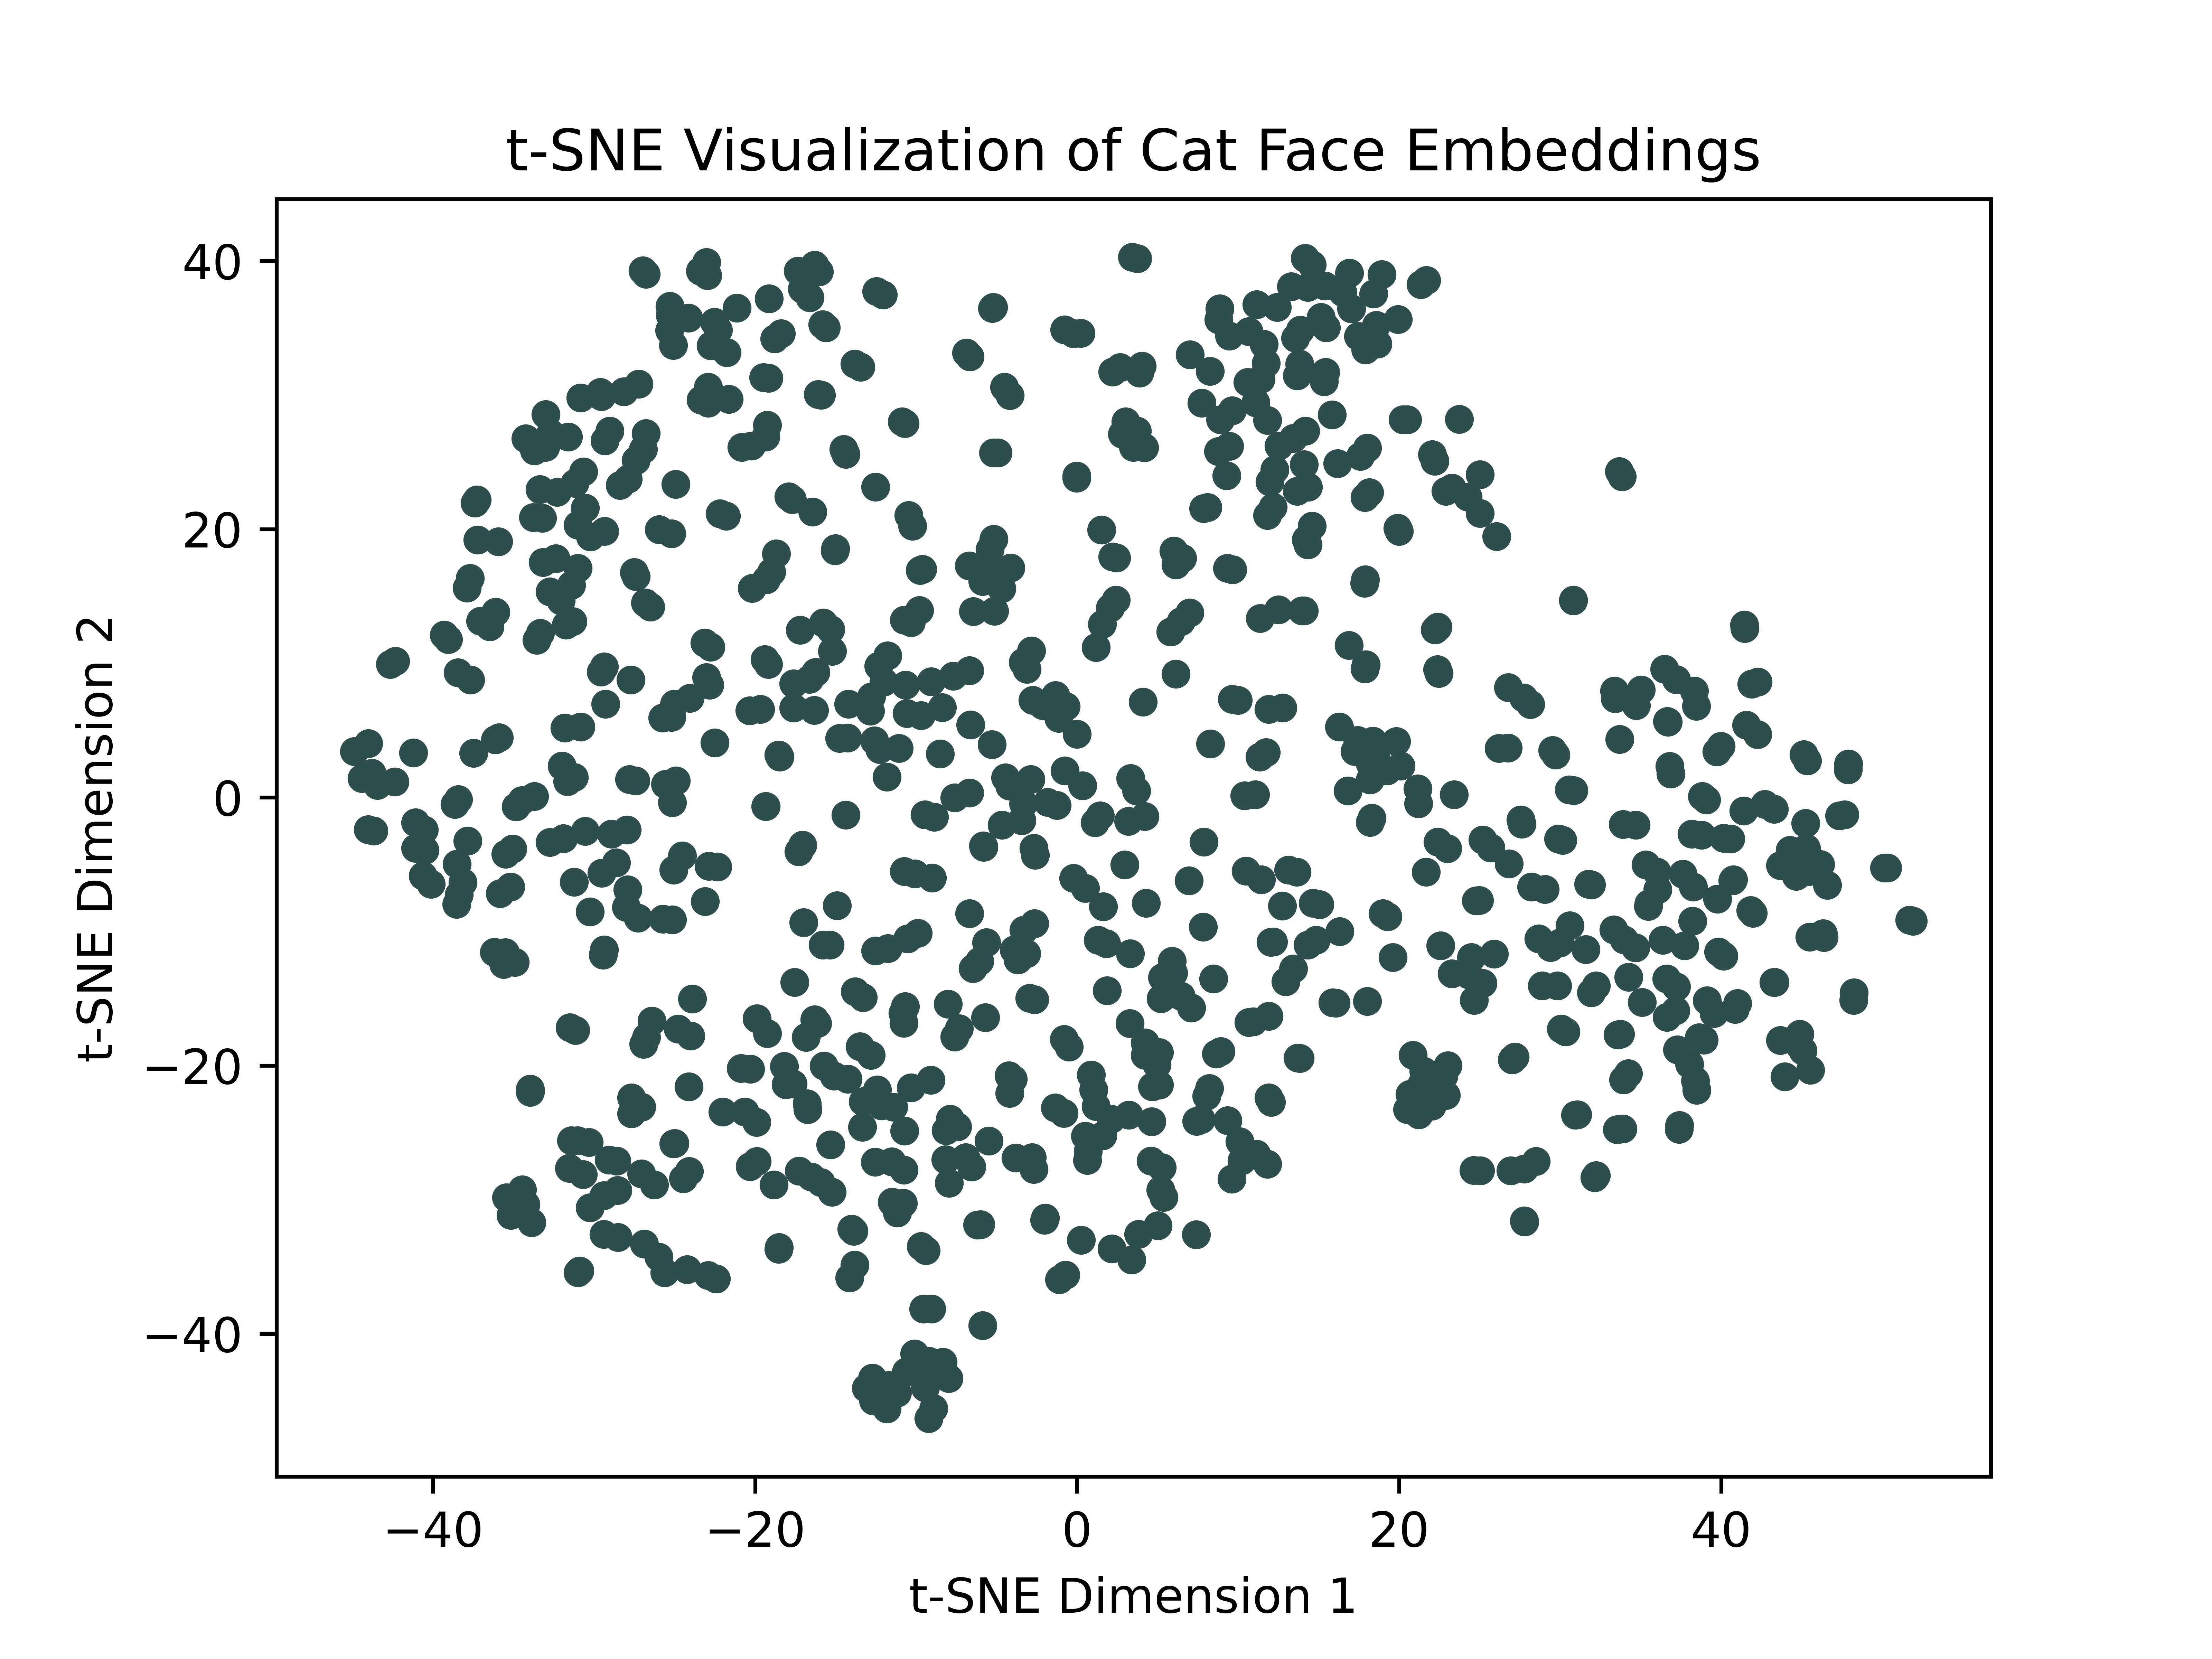 t-SNE Visualization of Cat Face Embeddings
40
20
0
−20
−40
t-SNE Dimension 2
−40 −20 0 20 40
t-SNE Dimension 1